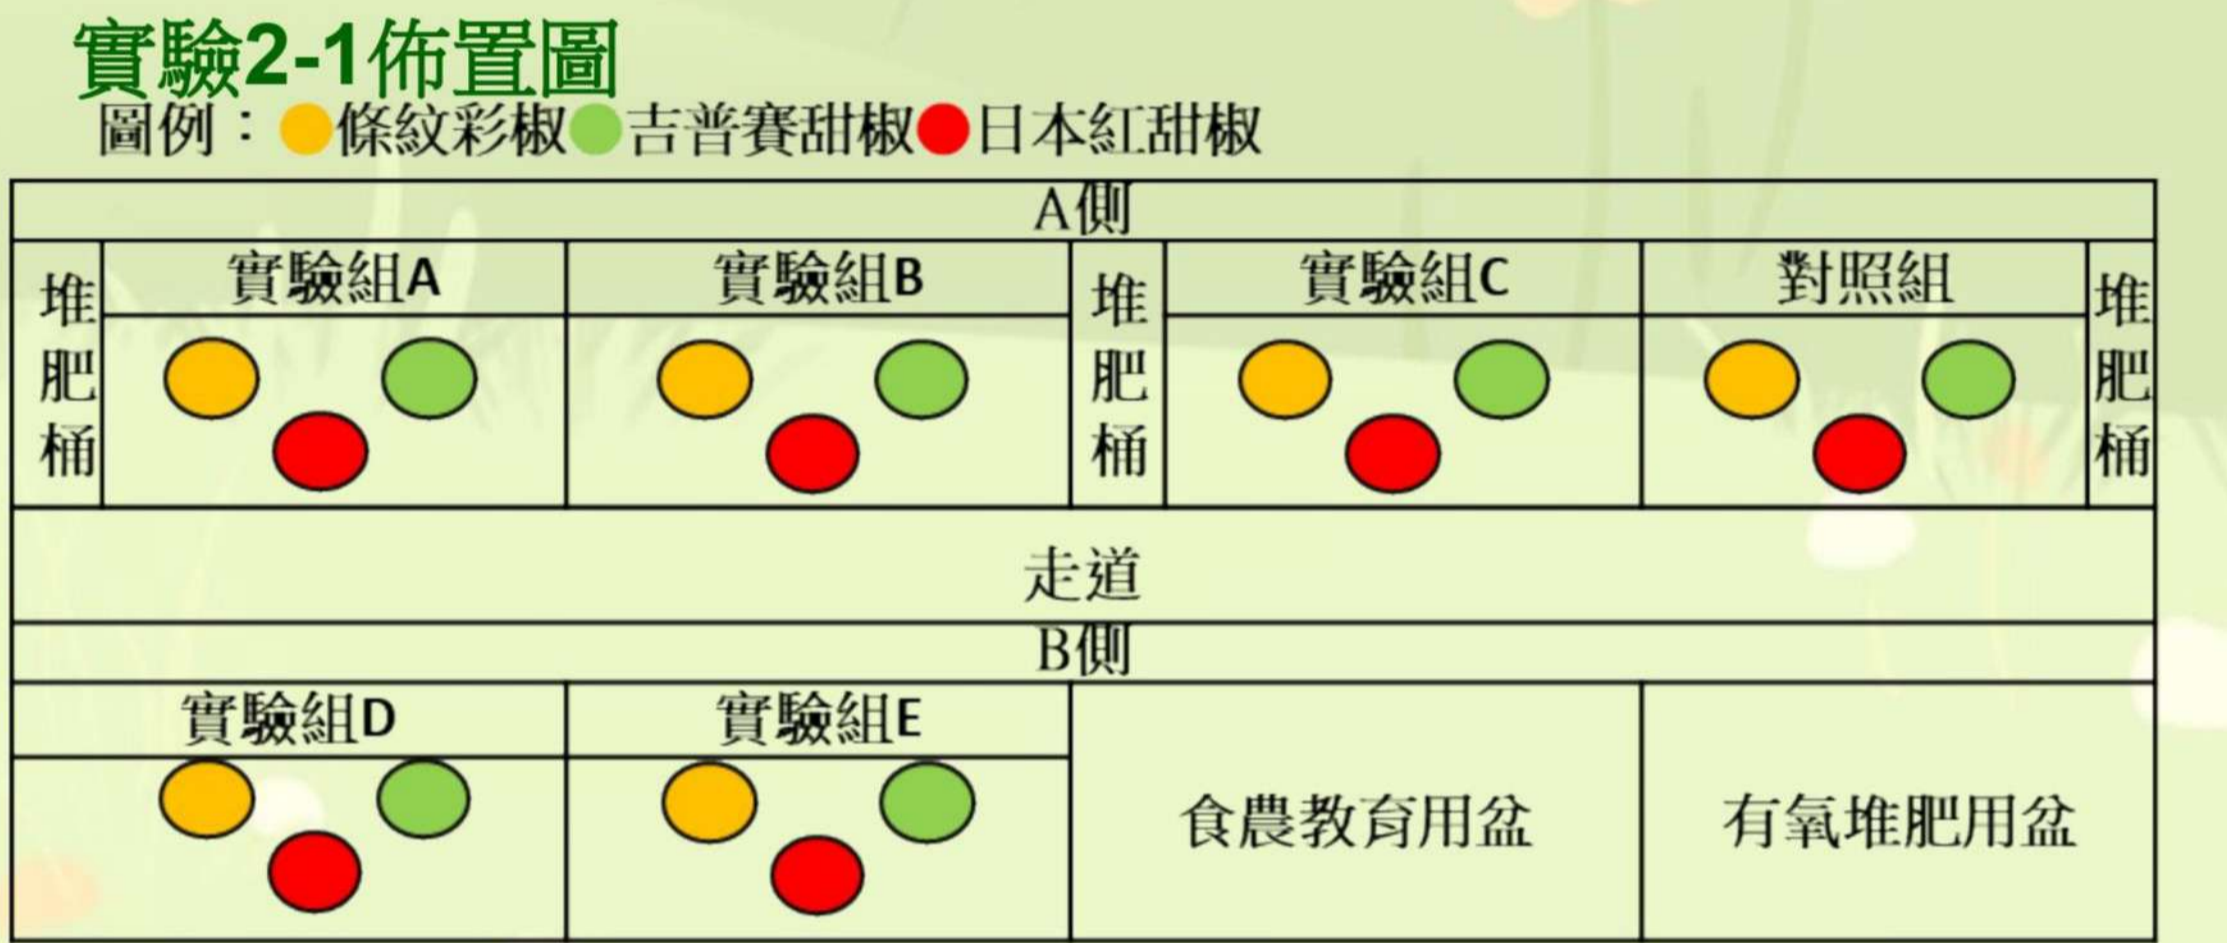 實驗2-1佈置圖
圖例：條紋彩椒吉普賽甜椒日本紅甜椒
A側
堆肥桶
實驗組A
實驗組B
堆肥桶
實驗組C
對照組
堆肥桶
走道
B側
實驗組D
實驗組E
食農教育用盆
有氧堆肥用盆